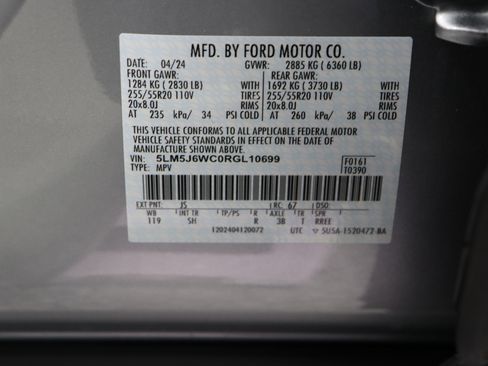 MFD. BY FORD MOTOR CO.
DATE: 04/24 GVWR: 2885 KG ( 6360 LB)
FRONT GAWR: REAR GAWR:
1284 KG ( 2830 LB) 1692 KG ( 3730 LB)
255/55R20 110V TIRES 255/55R20 110V TIRES
20x8.0J RIMS 20x8.0J RIMS
AT 235 kPa/ 34 PSI COLD AT 260 kPa/ 38 PSI COLD
THIS VEHICLE CONFORMS TO ALL APPLICABLE FEDERAL MOTOR
VEHICLE SAFETY STANDARDS IN EFFECT ON THE DATE OF
MANUFACTURE SHOWN ABOVE.
VIN: 5LM5J6WC0RGL10699 F0161
TYPE: MPV T0390
EXT PNT: JS RC: 67 DSO:
WB INT TR TP/PS R AXLE TR SPR
119 SH R 3B T RREE
1202404120072 UTC 5U5A-1520472-BA